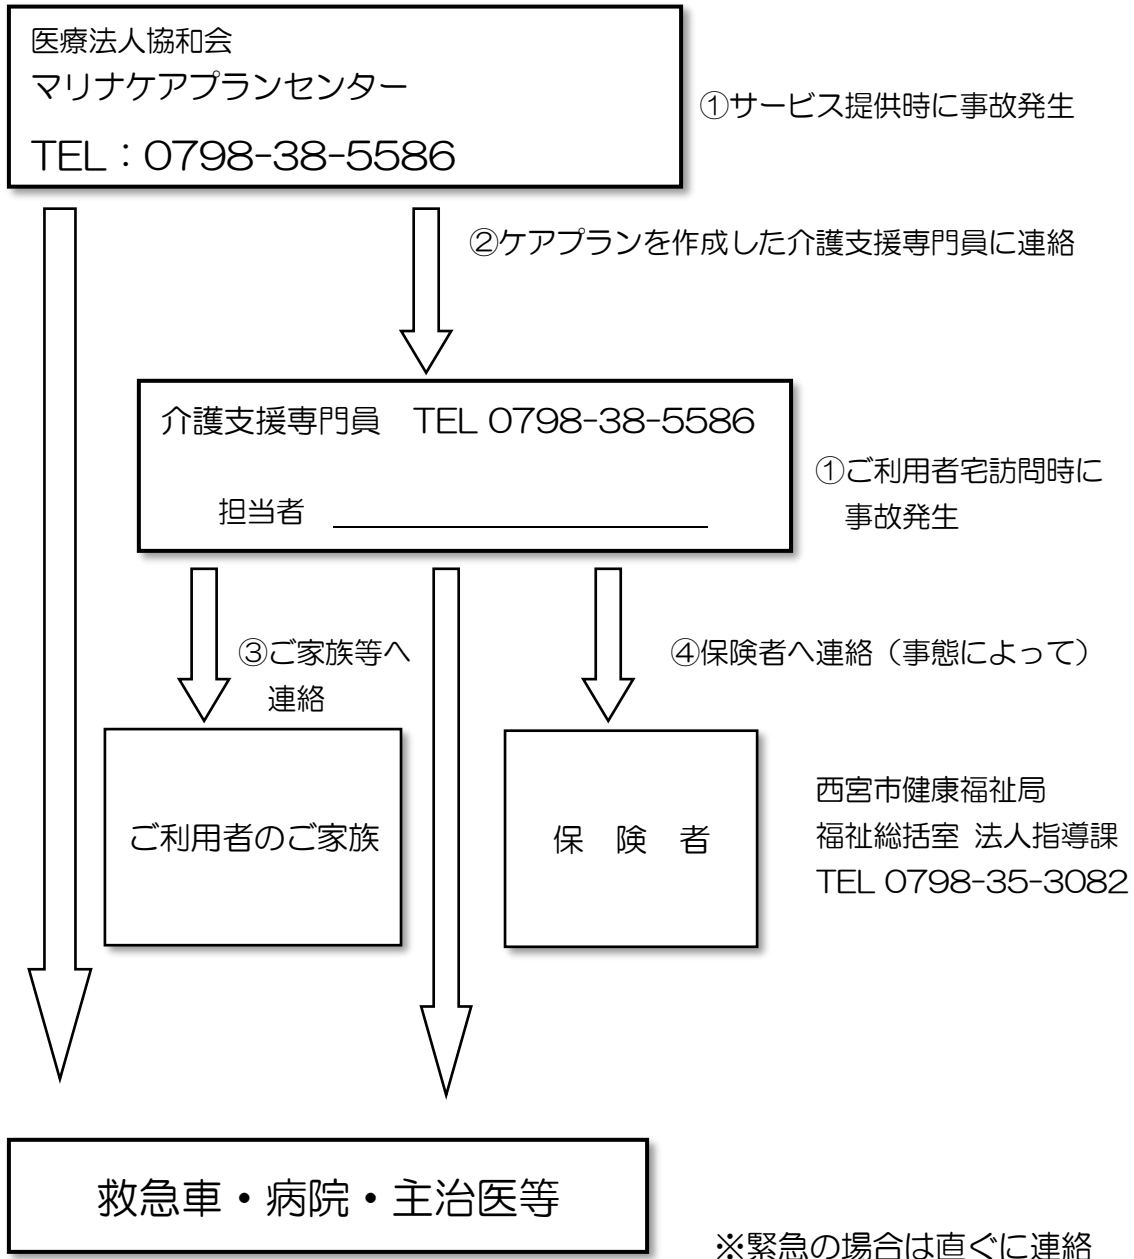 医療法人協和会
マリナケアプランセンター
TEL:0798-38-5586
①サービス提供時に事故発生
②ケアプランを作成した介護支援専門員に連絡
介護支援専門員 TEL 0798-38-5586
担当者
①ご利用者宅訪問時に
事故発生
③ご家族等へ
連絡
④保険者へ連絡(事態によって)
ご利用者のご家族
保 険 者
西宮市健康福祉局
福祉総括室 法人指導課
TEL 0798-35-3082
救急車・病院・主治医等
※緊急の場合は直ぐに連絡